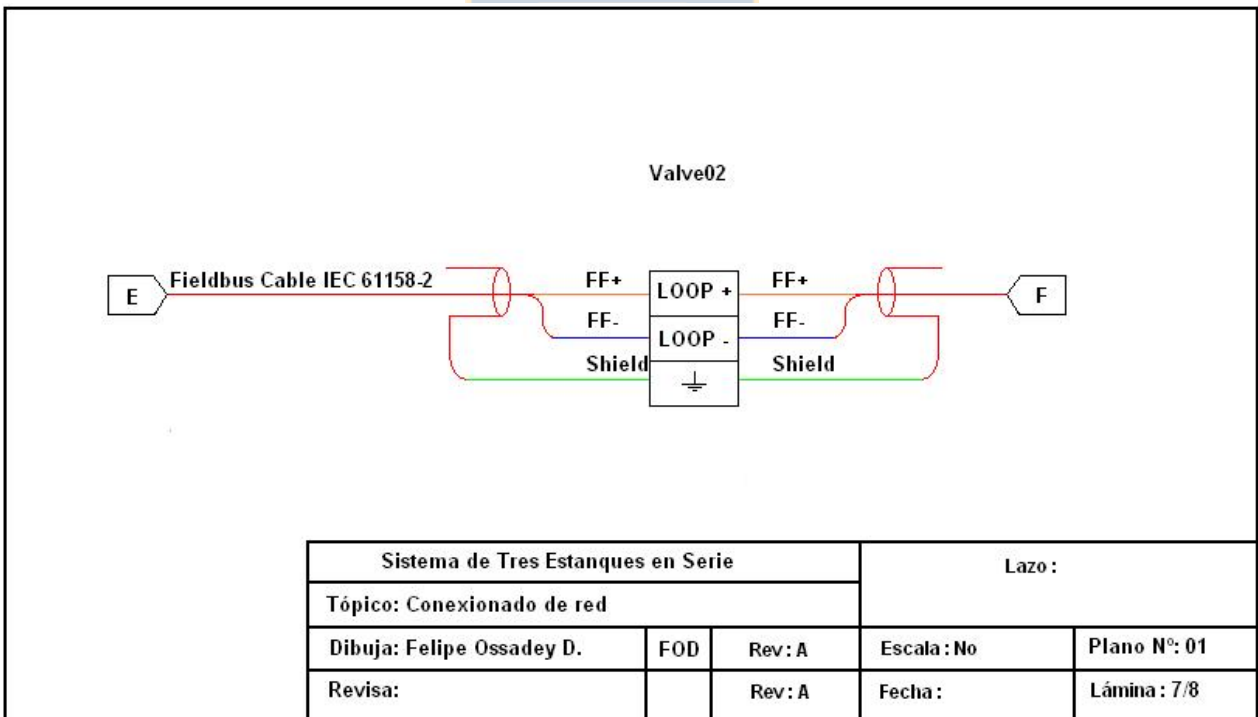 Valve02
E
Fieldbus Cable IEC 61158-2
FF+
LOOP +
FF+
F
FF-
LOOP -
FF-
Shield
Shield
Sistema de Tres Estanques en Serie
Lazo :
Tópico: Conexionado de red
Dibuja: Felipe Ossadey D.
FOD
Rev: A
Escala : No
Plano Nº: 01
Revisa:
Rev: A
Fecha :
Lámina : 7/8